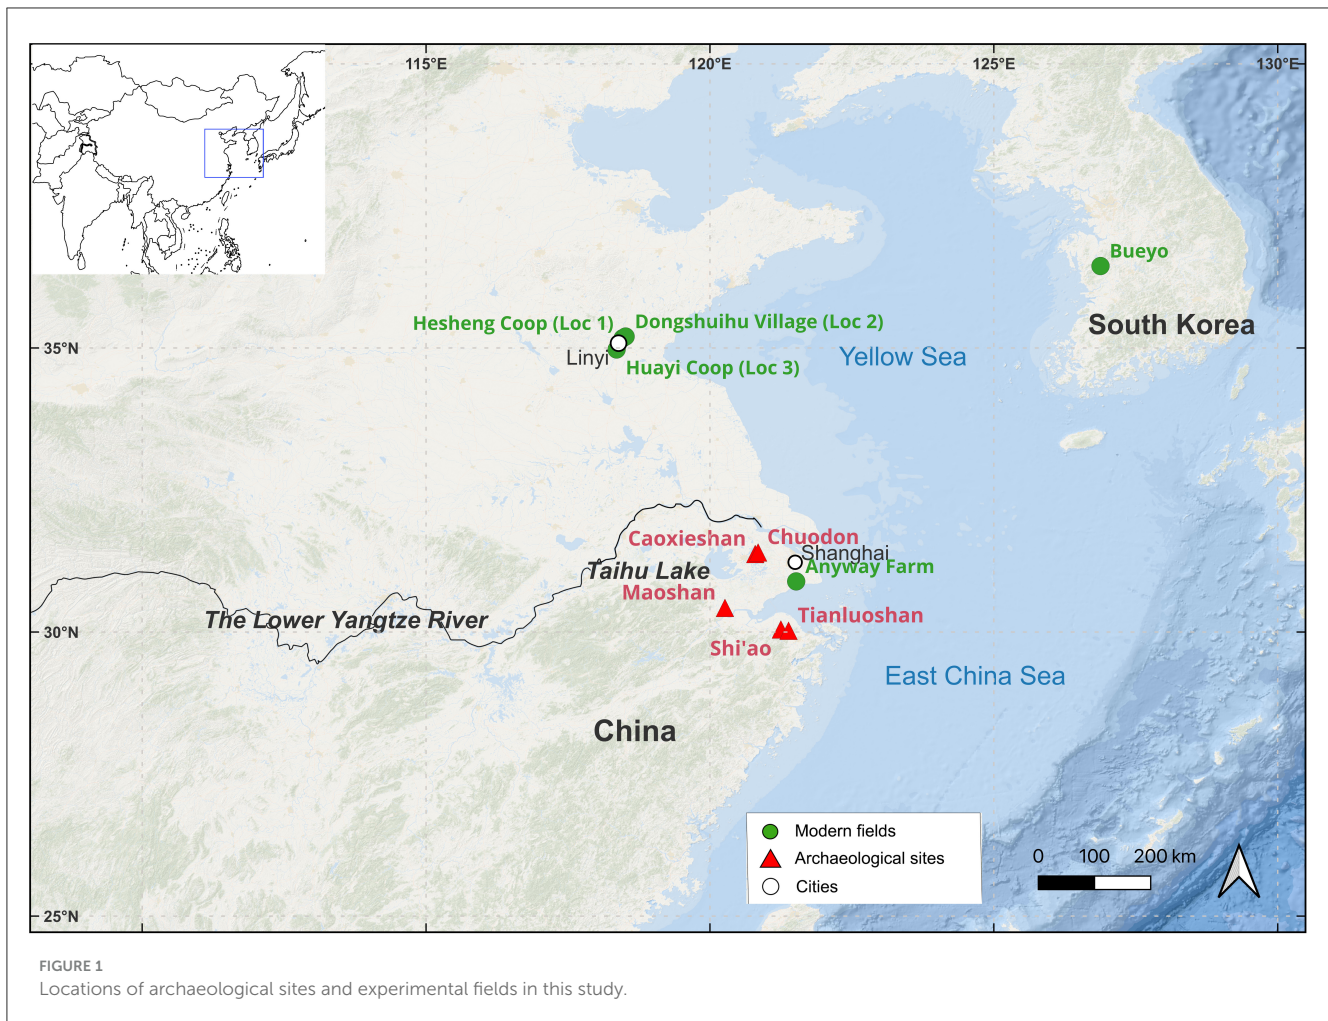 115°E
120°E
125°E
130°E
Bueyo
South Korea
Hesheng Coop (Loc 1)
Dongshuihu Village (Loc 2)
35°N
Linyi
Yellow Sea
Huayi Coop (Loc 3)
Caoxieshan
Chuodon
Shanghai
Taihu Lake
Anyway Farm
Maoshan
The Lower Yangtze River
Tianluoshan
30°N
Shi'ao
East China Sea
China
Modern fields
Archaeological sites
Cities
0 100 200 km
25°N
FIGURE 1
Locations of archaeological sites and experimental fields in this study.